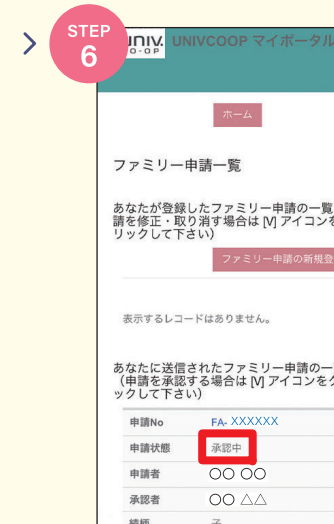 STEP
6
UNIV.
CO-OP
UNIVCOOP マイポータル
ホーム
ファミリー申請一覧
あなたが登録したファミリー申請の一覧
請を修正・取り消す場合は [V] アイコンを
リックして下さい）
ファミリー申請の新規登
表示するレコードはありません。
あなたに送信されたファミリー申請の一
（申請を承認する場合は [V] アイコンをク
ックして下さい）
申請No FA- XXXXXX
申請状態 承認中
申請者 ○○ ○○
承認者 ○○ △△
続柄 子